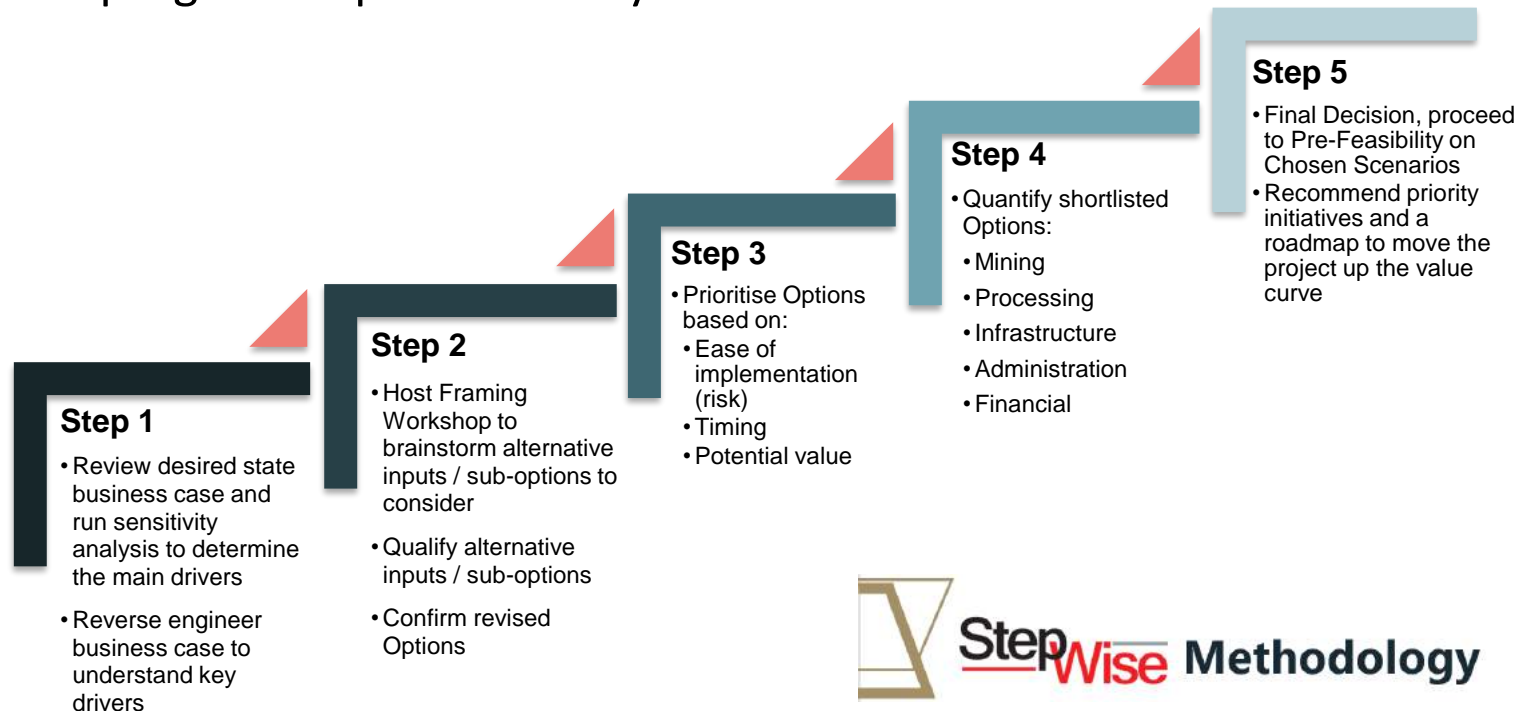 Step 1
• Review desired state
business case and
run sensitivity
analysis to determine
the main drivers
• Reverse engineer
business case to
understand key
drivers
Step 2
• Host Framing
Workshop to
brainstorm alternative
inputs / sub-options to
consider
• Qualify alternative
inputs / sub-options
• Confirm revised
Options
Step 3
• Prioritise Options
based on:
• Ease of
implementation
(risk)
• Timing
• Potential value
Step 4
• Quantify shortlisted
Options:
• Mining
• Processing
• Infrastructure
• Administration
• Financial
Step 5
• Final Decision, proceed
to Pre-Feasibility on
Chosen Scenarios
• Recommend priority
initiatives and a
roadmap to move the
project up the value
curve
StepWise Methodology